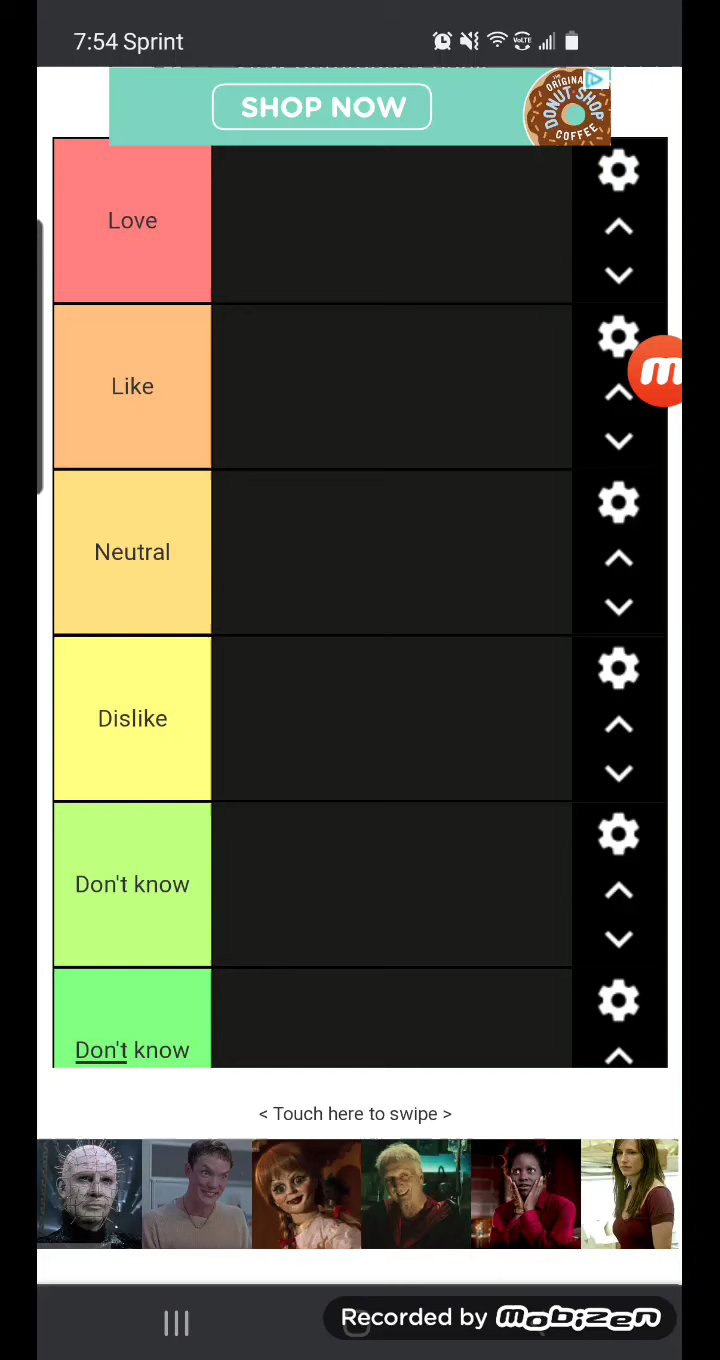 7:54 Sprint
VoLTE
SHOP NOW
THE ORIGINAL
DONUT SHOP
COFFEE
Love
Like
m
Neutral
Dislike
Don't know
Don't know
< Touch here to swipe >
Recorded by mobizen